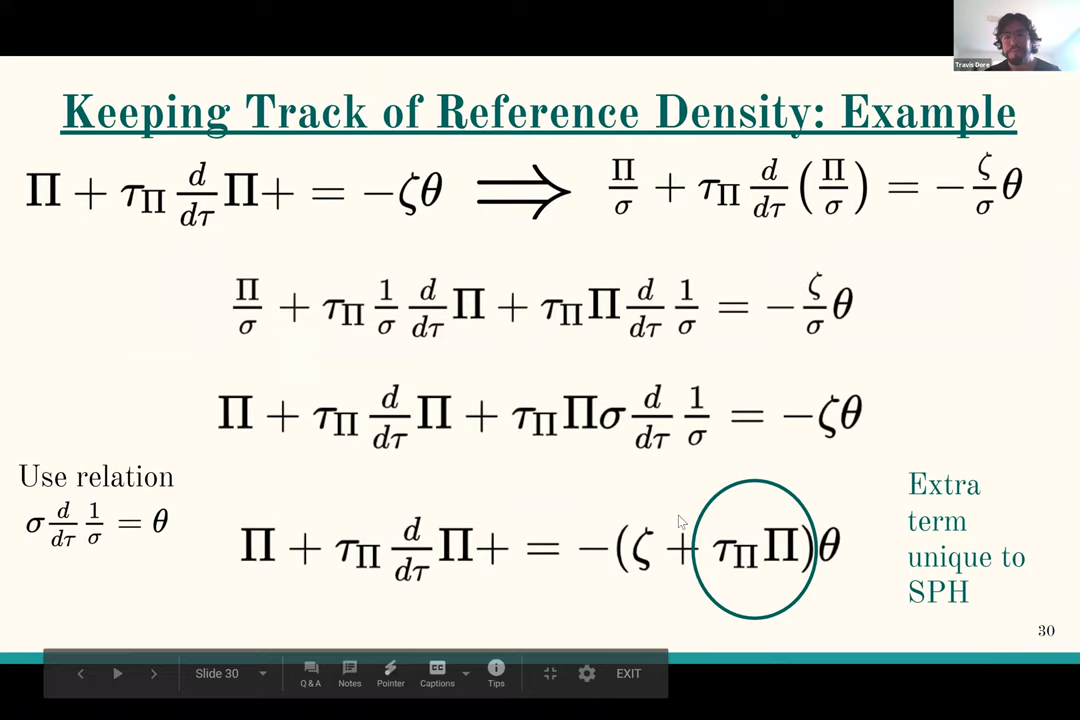 Travis Dore
Keeping Track of Reference Density: Example
Π + τ_Π d/dτ Π+ = −ζθ ⟹ Π/σ + τ_Π d/dτ (Π/σ) = −ζ/σ θ
Π/σ + τ_Π 1/σ d/dτ Π + τ_Π Π d/dτ 1/σ = −ζ/σ θ
Π + τ_Π d/dτ Π + τ_Π Πσ d/dτ 1/σ = −ζθ
Use relation
σ d/dτ 1/σ = θ
Π + τ_Π d/dτ Π+ = −(ζ + τ_Π Π)θ
Extra
term
unique to
SPH
30
Slide 30
Q & A
Notes
Pointer
CC
Captions
Tips
EXIT